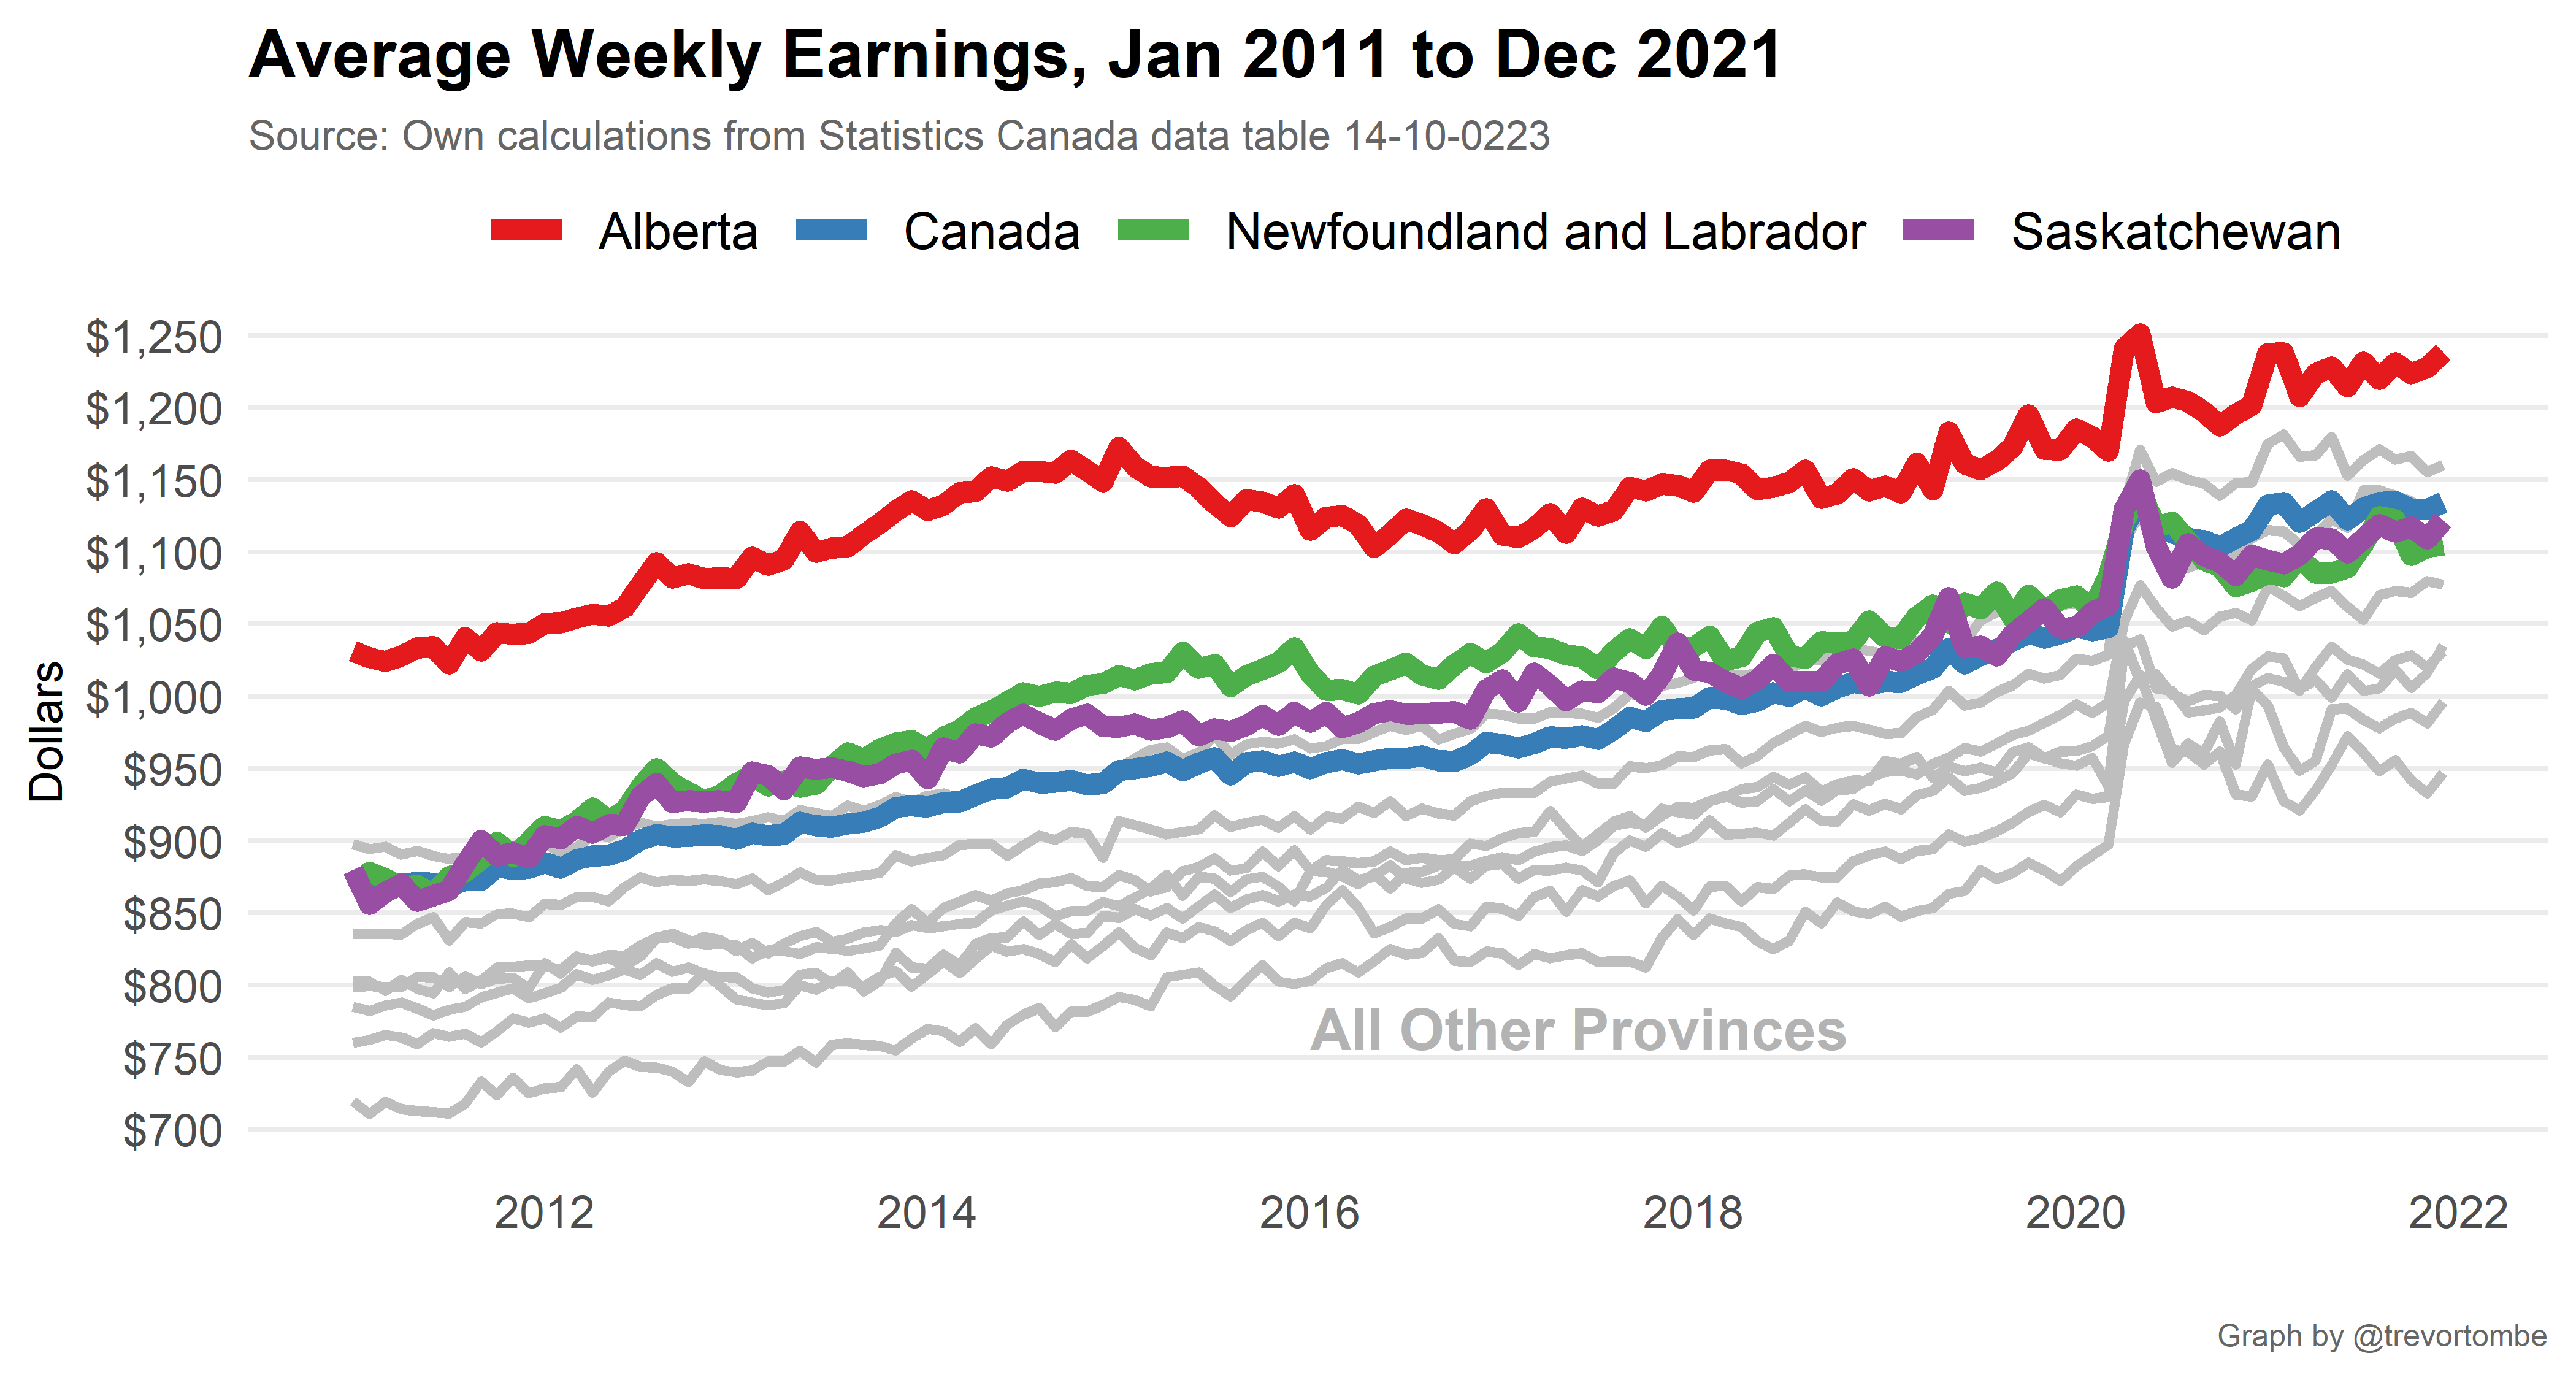 Average Weekly Earnings, Jan 2011 to Dec 2021
Source: Own calculations from Statistics Canada data table 14-10-0223
Alberta Canada Newfoundland and Labrador Saskatchewan
$1,250
$1,200
$1,150
$1,100
$1,050
$1,000
$950
$900
$850
$800
$750
$700
Dollars
All Other Provinces
2012 2014 2016 2018 2020 2022
Graph by @trevortombe